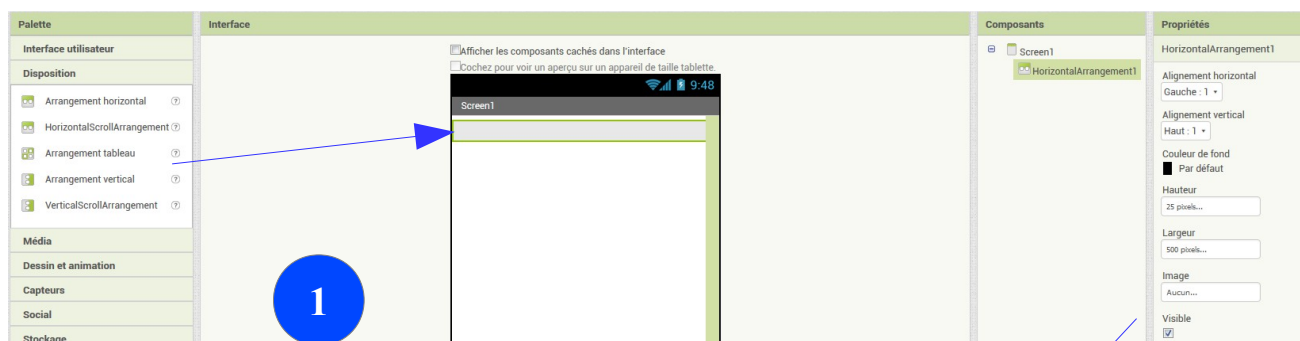 Palette
Interface utilisateur
Disposition
Arrangement horizontal ?
HorizontalScrollArrangement ?
Arrangement tableau ?
Arrangement vertical ?
VerticalScrollArrangement ?
Média
Dessin et animation
Capteurs
Social
Stockage
Interface
Afficher les composants cachés dans l'interface
Cochez pour voir un aperçu sur un appareil de taille tablette.
9:48
Screen1
1
Composants
Screen1
HorizontalArrangement1
Propriétés
HorizontalArrangement1
Alignement horizontal
Gauche : 1
Alignement vertical
Haut : 1
Couleur de fond
Par défaut
Hauteur
25 pixels...
Largeur
500 pixels...
Image
Aucun...
Visible